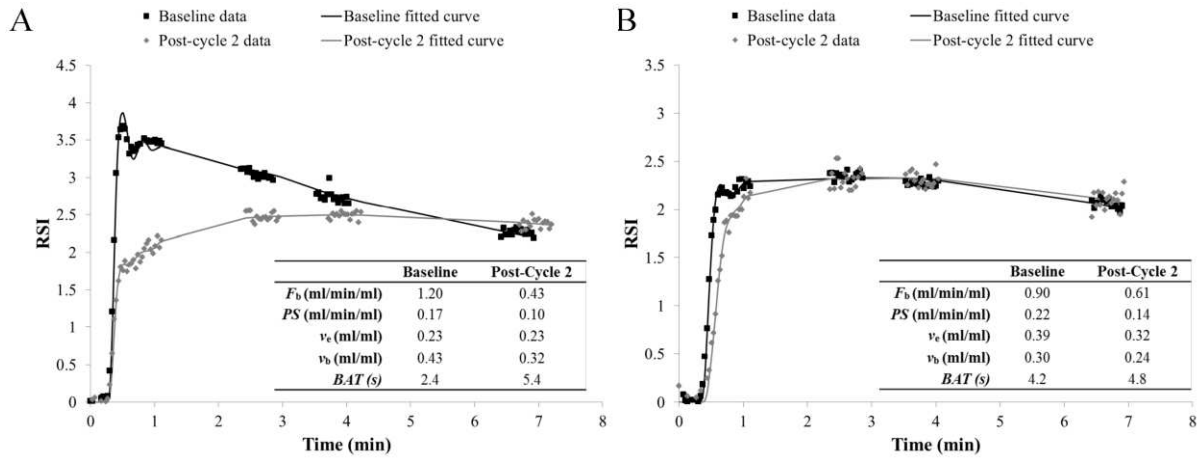 A
Baseline data
Baseline fitted curve
Post-cycle 2 data
Post-cycle 2 fitted curve
4.5
4
3.5
3
2.5
2
1.5
1
0.5
0
RSI
0 1 2 3 4 5 6 7 8
Time (min)
Baseline Post-Cycle 2
Fb (ml/min/ml) 1.20 0.43
PS (ml/min/ml) 0.17 0.10
ve (ml/ml) 0.23 0.23
vb (ml/ml) 0.43 0.32
BAT (s) 2.4 5.4
B
Baseline data
Baseline fitted curve
Post-cycle 2 data
Post-cycle 2 fitted curve
3.5
3
2.5
2
1.5
1
0.5
0
RSI
0 1 2 3 4 5 6 7 8
Time (min)
Baseline Post-Cycle 2
Fb (ml/min/ml) 0.90 0.61
PS (ml/min/ml) 0.22 0.14
ve (ml/ml) 0.39 0.32
vb (ml/ml) 0.30 0.24
BAT (s) 4.2 4.8